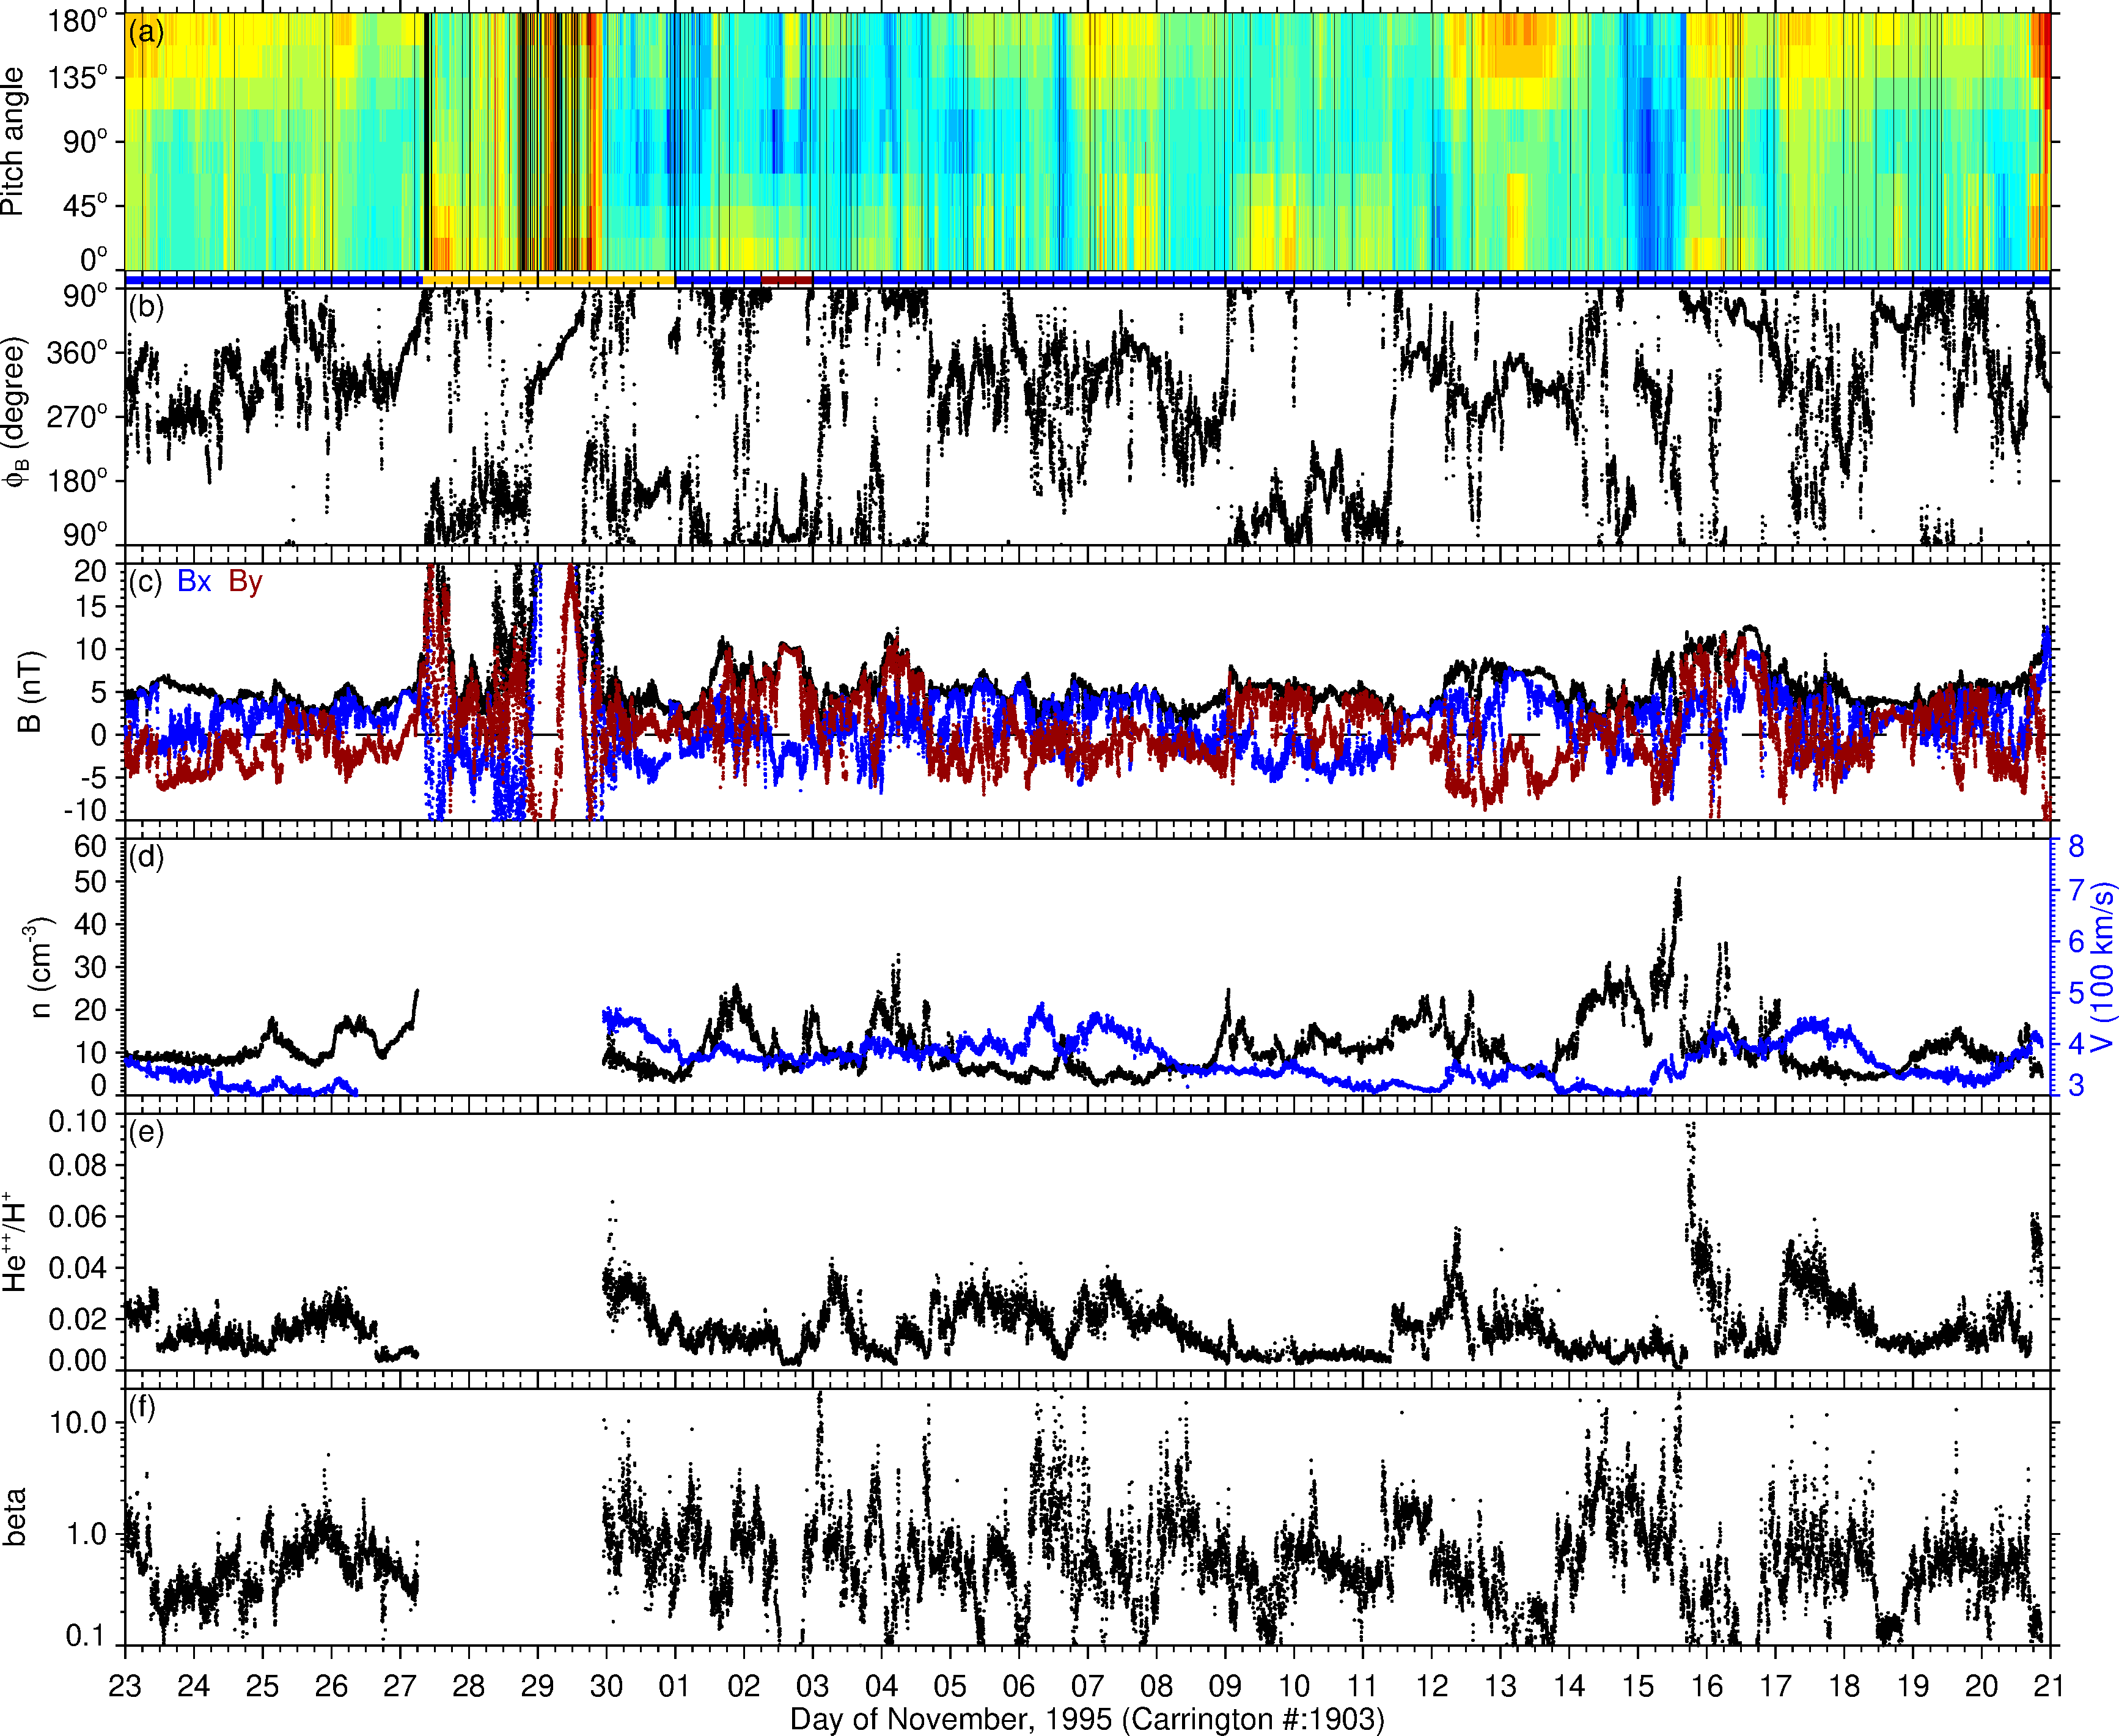 (a)
180°
135°
90°
45°
0°
Pitch angle
(b)
90°
360°
270°
180°
90°
ϕB (degree)
(c) Bx By
20
15
10
5
0
-5
-10
B (nT)
(d)
60
50
40
30
20
10
0
n (cm-3)
8
7
6
5
4
3
V (100 km/s)
(e)
0.10
0.08
0.06
0.04
0.02
0.00
He++/H+
(f)
10.0
1.0
0.1
beta
23 24 25 26 27 28 29 30 01 02 03 04 05 06 07 08 09 10 11 12 13 14 15 16 17 18 19 20 21
Day of November, 1995 (Carrington #:1903)